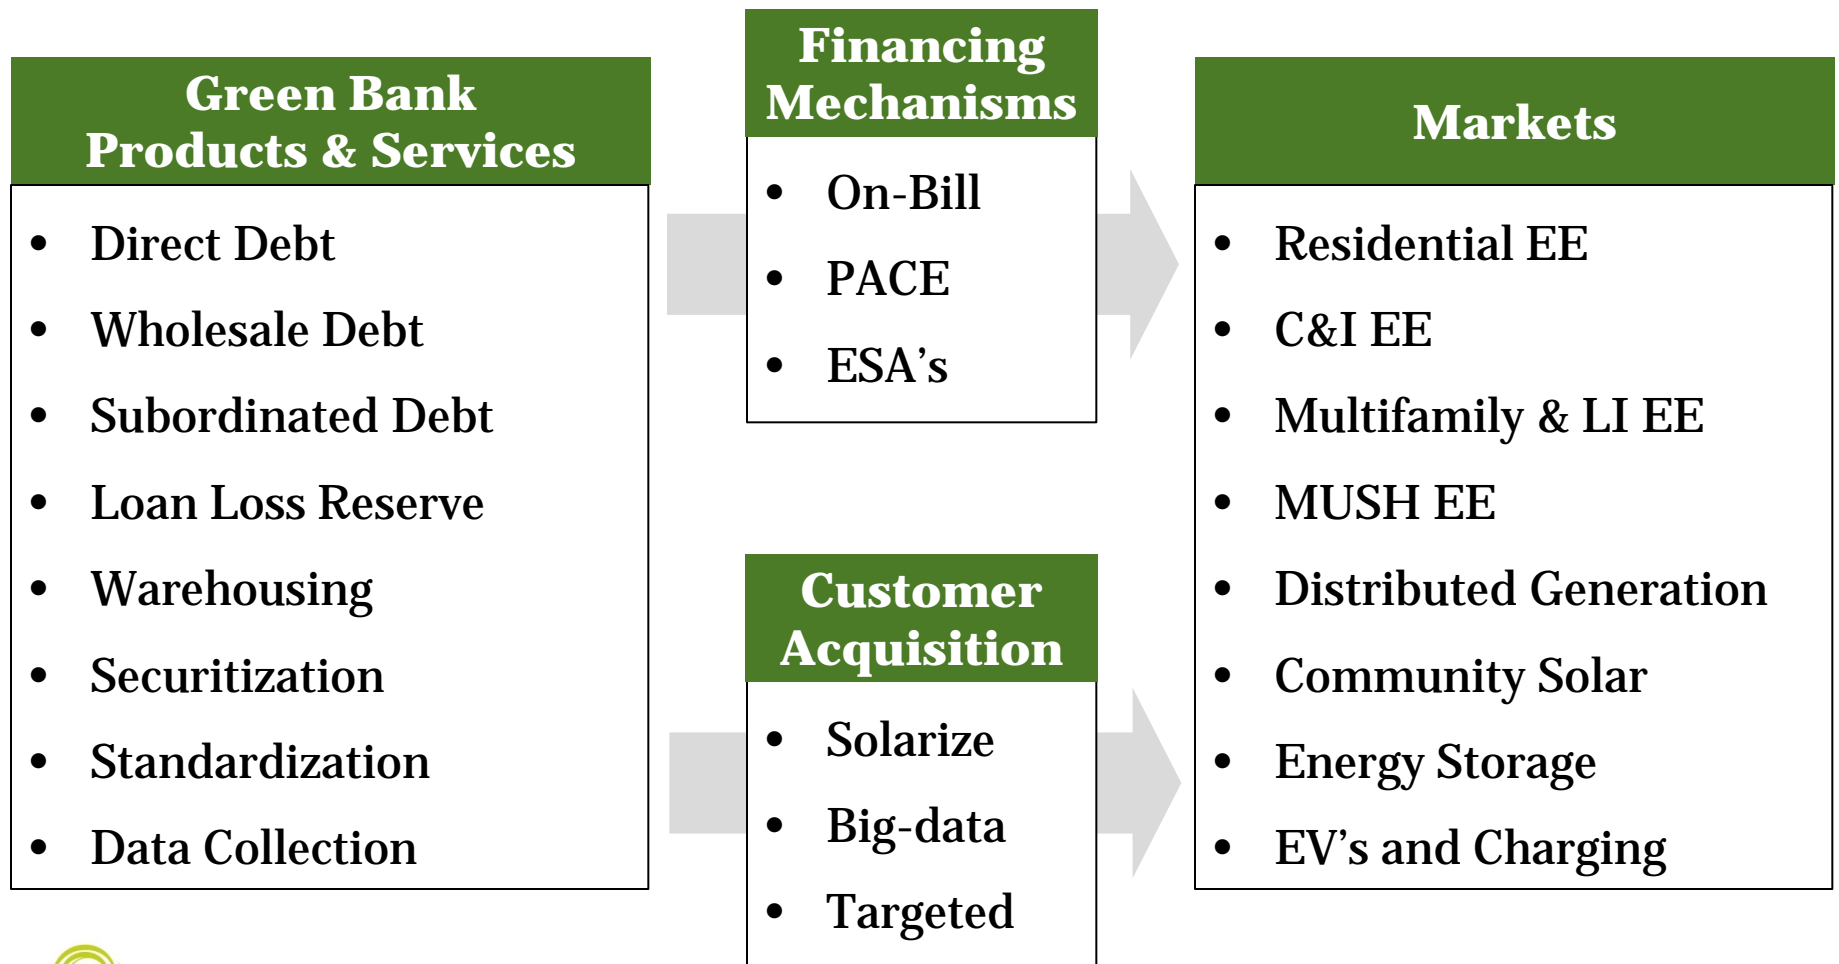 Green Bank
Products & Services
• Direct Debt
• Wholesale Debt
• Subordinated Debt
• Loan Loss Reserve
• Warehousing
• Securitization
• Standardization
• Data Collection
Financing
Mechanisms
• On-Bill
• PACE
• ESA’s
Customer
Acquisition
• Solarize
• Big-data
• Targeted
Markets
• Residential EE
• C&I EE
• Multifamily & LI EE
• MUSH EE
• Distributed Generation
• Community Solar
• Energy Storage
• EV’s and Charging